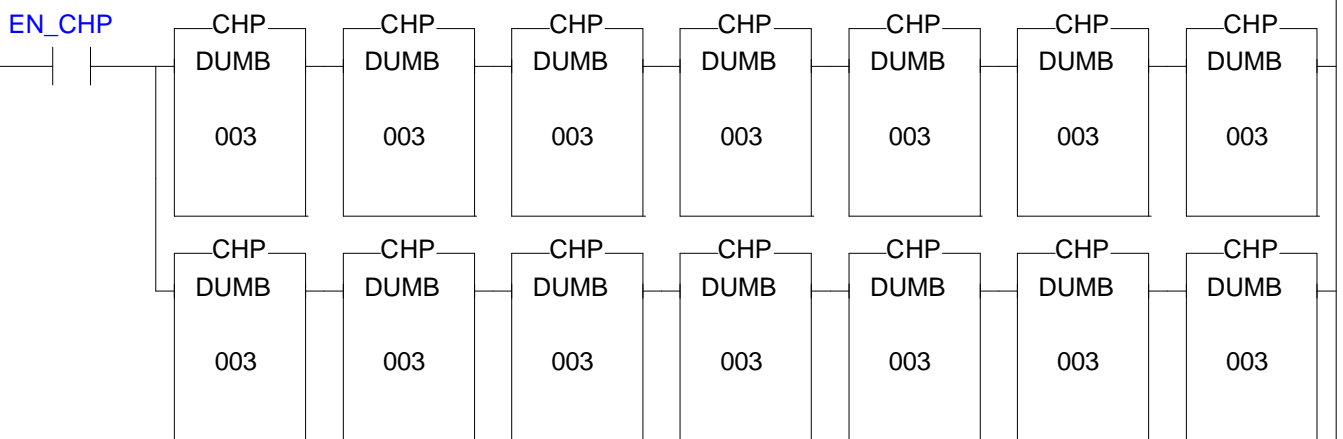 EN_CHP CHP CHP CHP CHP CHP CHP CHP
DUMB DUMB DUMB DUMB DUMB DUMB DUMB
003 003 003 003 003 003 003
CHP CHP CHP CHP CHP CHP CHP
DUMB DUMB DUMB DUMB DUMB DUMB DUMB
003 003 003 003 003 003 003